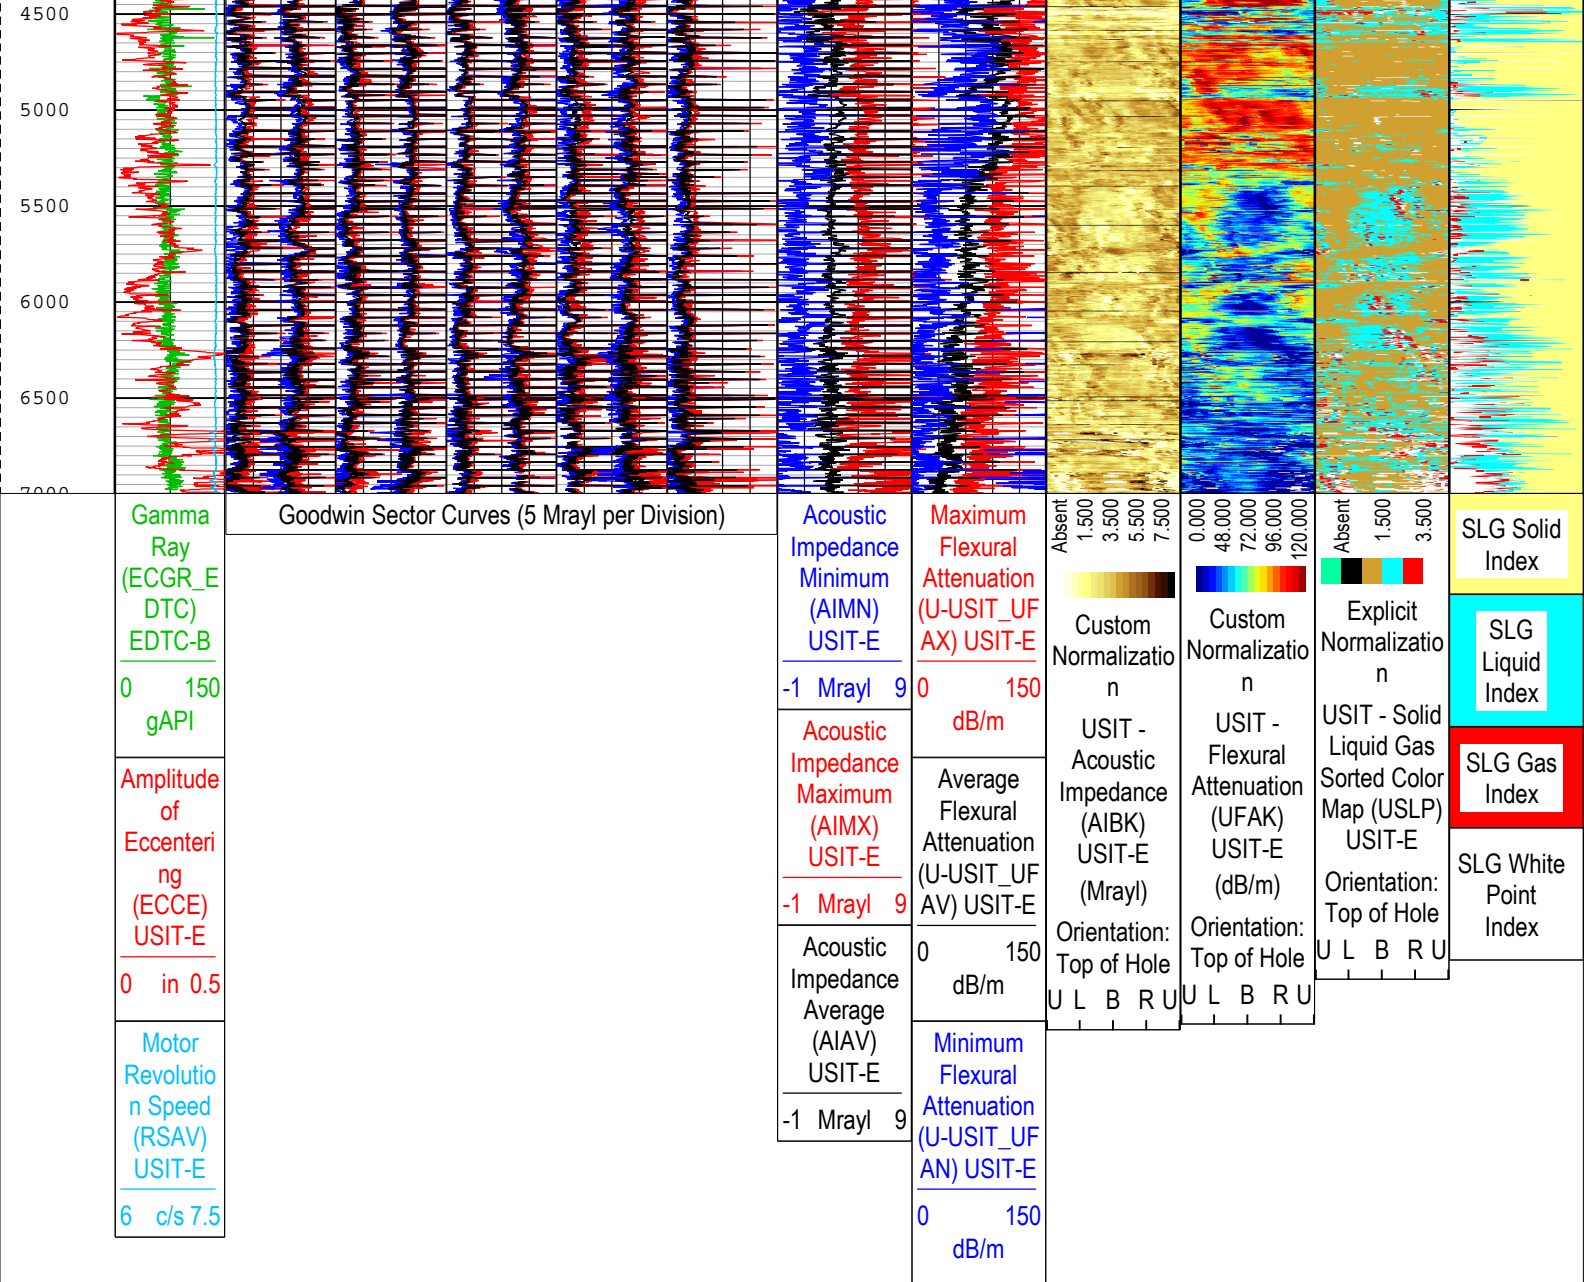 4500
5000
5500
6000
6500
7000
Gamma
Ray
(ECGR_E
DTC)
EDTC-B
0 150
gAPI
Amplitude
of
Eccenteri
ng
(ECCE)
USIT-E
0 in 0.5
Motor
Revolutio
n Speed
(RSAV)
USIT-E
6 c/s 7.5
Goodwin Sector Curves (5 Mrayl per Division)
Acoustic
Impedance
Minimum
(AIMN)
USIT-E
-1 Mrayl 9
Acoustic
Impedance
Maximum
(AIMX)
USIT-E
-1 Mrayl 9
Acoustic
Impedance
Average
(AIAV)
USIT-E
-1 Mrayl 9
Maximum
Flexural
Attenuation
(U-USIT_UF
AX) USIT-E
0 150
dB/m
Average
Flexural
Attenuation
(U-USIT_UF
AV) USIT-E
0 150
dB/m
Minimum
Flexural
Attenuation
(U-USIT_UF
AN) USIT-E
0 150
dB/m
Absent
1.500
3.500
5.500
7.500
Custom
Normalizatio
n
USIT -
Acoustic
Impedance
(AIBK)
USIT-E
(Mrayl)
Orientation:
Top of Hole
U L B R U
0.000
48.000
72.000
96.000
120.000
Custom
Normalizatio
n
USIT -
Flexural
Attenuation
(UFAK)
USIT-E
(dB/m)
Orientation:
Top of Hole
U L B R U
Absent
1.500
3.500
Explicit
Normalizatio
n
USIT - Solid
Liquid Gas
Sorted Color
Map (USLP)
USIT-E
Orientation:
Top of Hole
U L B R U
SLG Solid
Index
SLG
Liquid
Index
SLG Gas
Index
SLG White
Point
Index